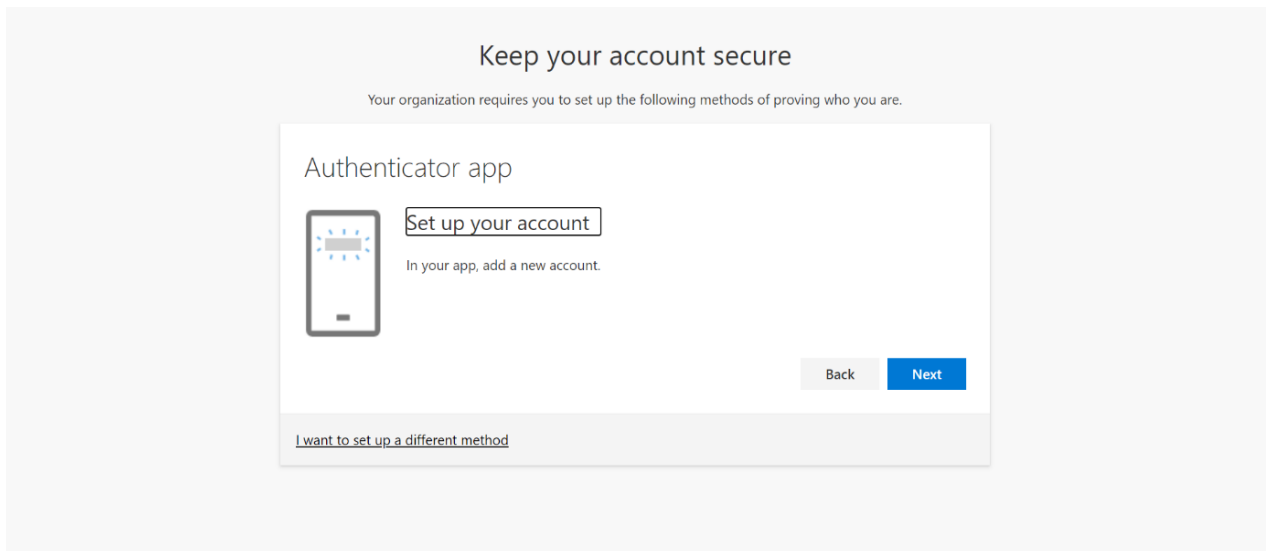 Keep your account secure
Your organization requires you to set up the following methods of proving who you are.
Authenticator app
Set up your account
In your app, add a new account.
Back
Next
I want to set up a different method